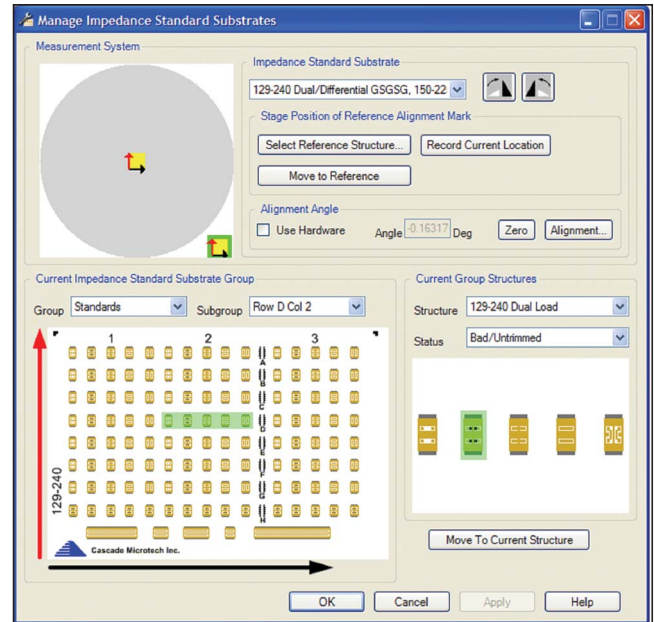 Manage Impedance Standard Substrates
Measurement System
Impedance Standard Substrate
129-240 Dual/Differential GSGSG, 150-22
Stage Position of Reference Alignment Mark
Select Reference Structure...
Record Current Location
Move to Reference
Alignment Angle
Use Hardware
Angle -0.16317 Deg
Zero
Alignment...
Current Impedance Standard Substrate Group
Group Standards
Subgroup Row D Col 2
1 2 3
A
B
C
D
E
F
G
H
129-240
Cascade Microtech Inc.
Current Group Structures
Structure 129-240 Dual Load
Status Bad/Untrimmed
Move To Current Structure
OK
Cancel
Apply
Help